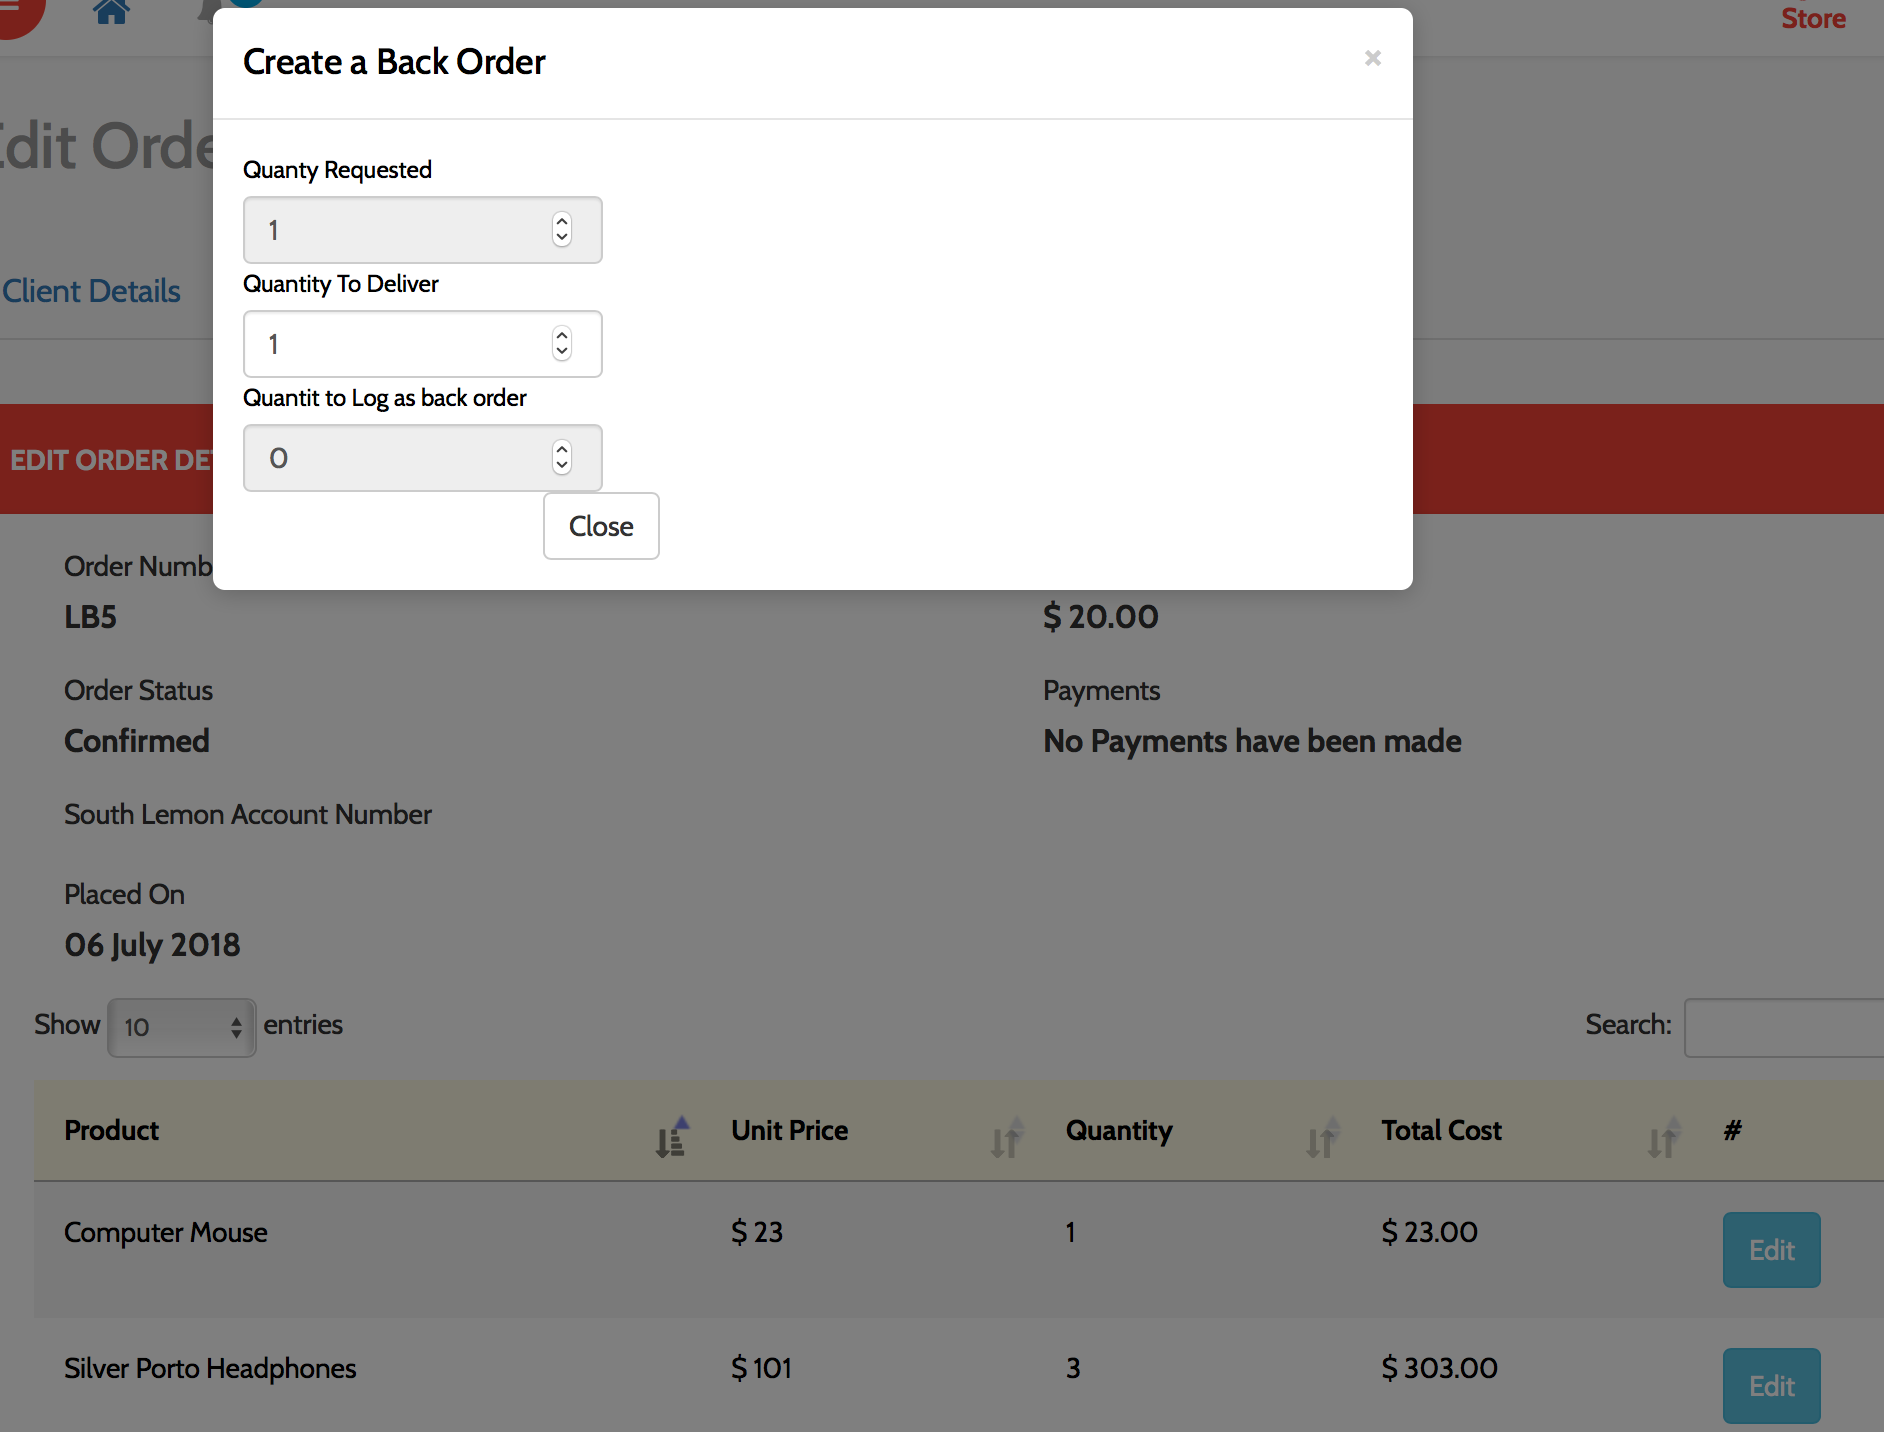 Store
Create a Back Order
×
Edit Orde
Quanty Requested
1
Client Details
Quantity To Deliver
1
Quantit to Log as back order
EDIT ORDER DE
0
Close
Order Numb
LB5
$ 20.00
Order Status
Payments
Confirmed
No Payments have been made
South Lemon Account Number
Placed On
06 July 2018
Show 10 entries
Search:
Product Unit Price Quantity Total Cost #
Computer Mouse $ 23 1 $ 23.00 Edit
Silver Porto Headphones $ 101 3 $ 303.00 Edit